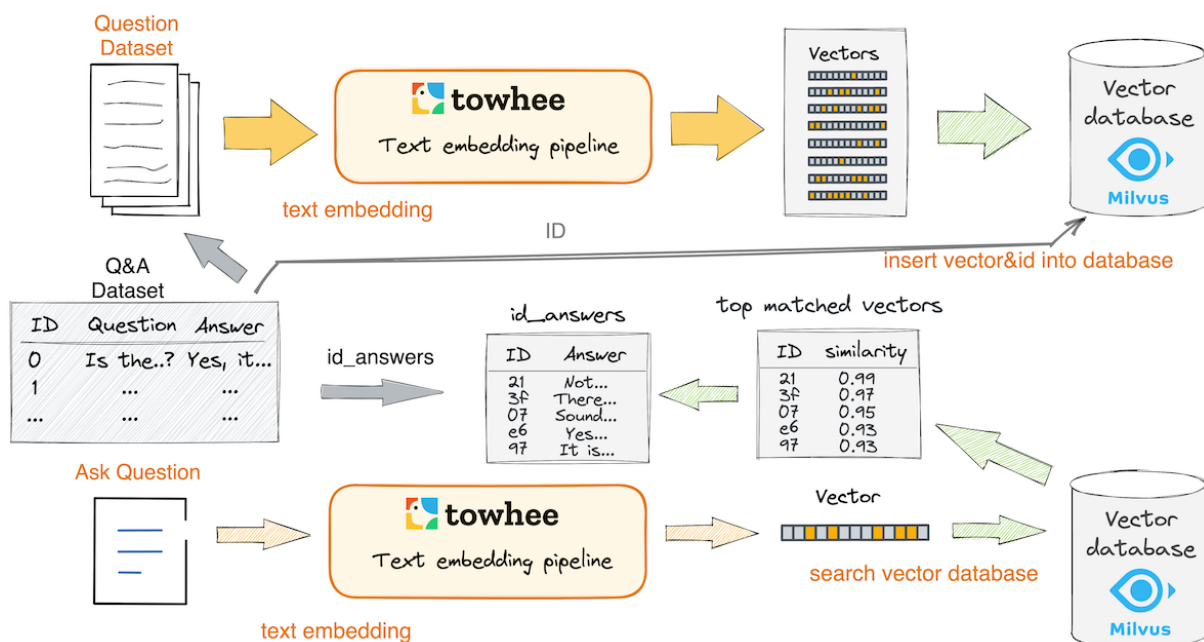 Question
Dataset
towhee
Text embedding pipeline
text embedding
Vectors
Vector
database
Milvus
ID
insert vector&id into database
Q&A
Dataset
ID Question Answer
0 Is the..? Yes, it...
1 ... ...
... ... ...
id_answers
id_answers
ID Answer
21 Not...
3f There...
07 Sound...
e6 Yes...
97 It is...
top matched vectors
ID similarity
21 0.99
3f 0.97
07 0.95
e6 0.93
97 0.93
Ask Question
towhee
Text embedding pipeline
text embedding
Vector
search vector database
Vector
database
Milvus